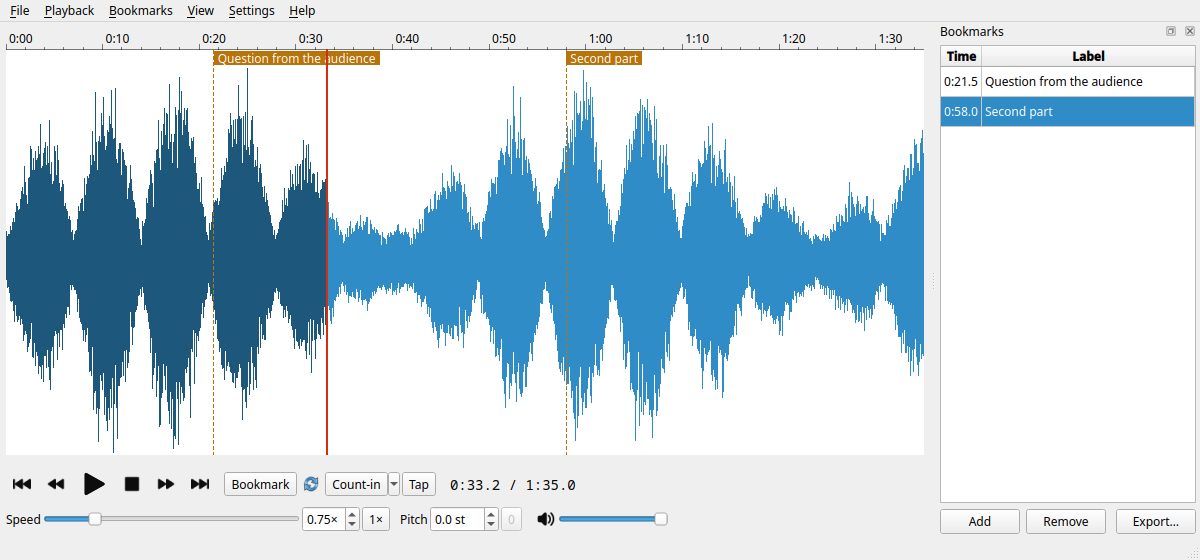 File Playback Bookmarks View Settings Help
0:00 0:10 0:20 0:30 0:40 0:50 1:00 1:10 1:20 1:30
Question from the audience Second part
Bookmarks
Time Label
0:21.5 Question from the audience
0:58.0 Second part
Bookmark Count-in Tap 0:33.2 / 1:35.0
Speed 0.75× 1× Pitch 0.0 st 0
Add Remove Export...